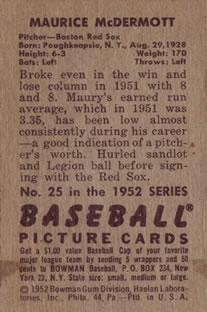 MAURICE McDERMOTT
Pitcher—Boston Red Sox
Born: Poughkeepsie, N. Y., Aug. 29, 1928
Height: 6-3 Weight: 170
Bats: Left Throws: Left
Broke even in the win and
lose column in 1951 with
8 and 8. Maury's earned run
average, which in 1951 was
3.35, has been low almost
consistently during his career
—a good indication of a pitch-
er's worth. Hurled sandlot
and Legion ball before sign-
ing with the Red Sox.
No. 25 in the 1952 SERIES
BASEBALL
PICTURE CARDS
Get a $1.00 value Baseball Cap of your favorite
major league team by sending 5 wrappers and 50
cents to BOWMAN Baseball, P. O. BOX 234, New
York 23, N. Y. State size: small, medium or large.
© 1952 Bowman Gum Division, Haelan Labora-
tories, Inc., Phila. 44, Pa.—Ptd. in U.S.A.